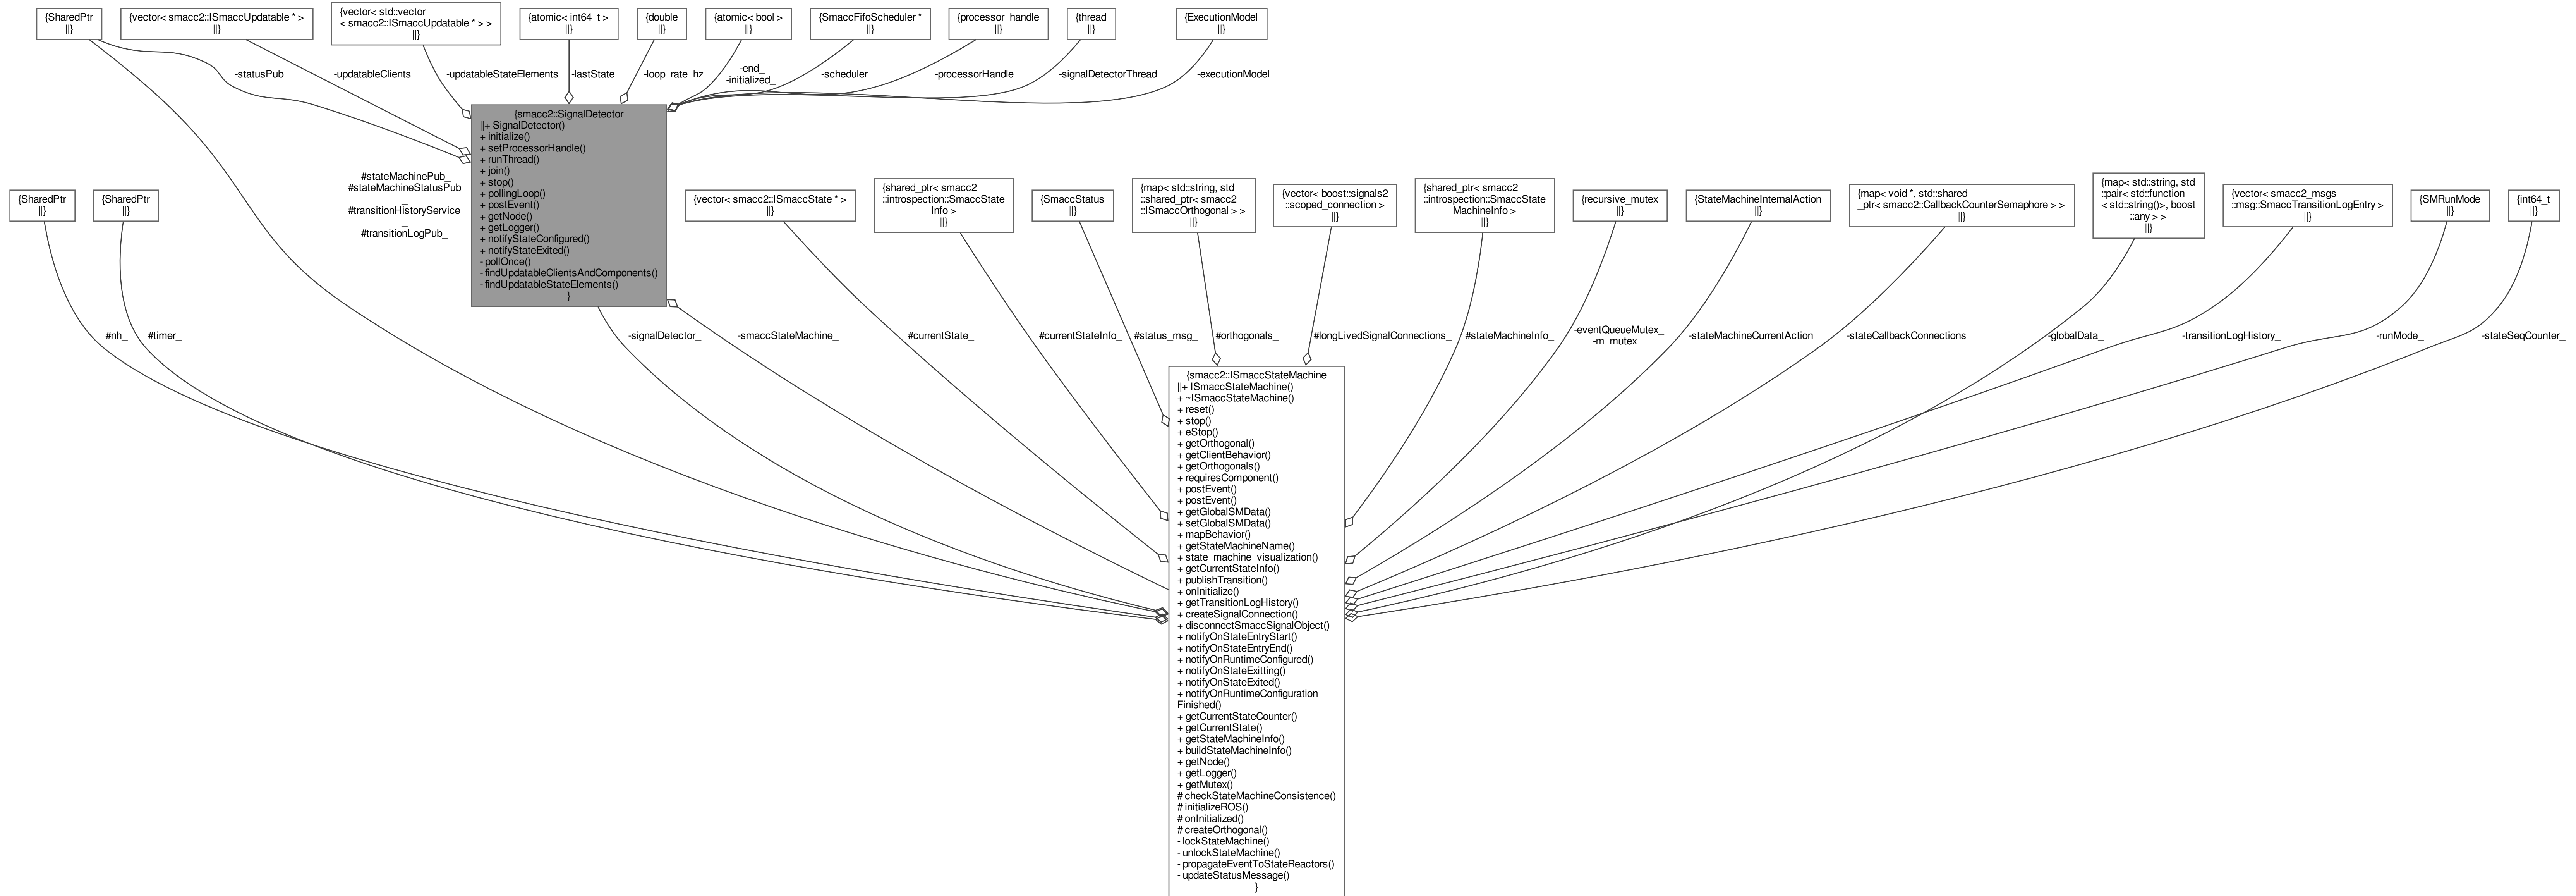 {SharedPtr
||}
{vector< smacc2::ISmaccUpdatable * >
||}
{vector< std::vector
< smacc2::ISmaccUpdatable * > >
||}
{atomic< int64_t >
||}
{double
||}
{atomic< bool >
||}
{SmaccFifoScheduler *
||}
{processor_handle
||}
{thread
||}
{ExecutionModel
||}
-statusPub_
-updatableClients_
-updatableStateElements_
-lastState_
-loop_rate_hz
-end_
-initialized_
-scheduler_
-processorHandle_
-signalDetectorThread_
-executionModel_
{smacc2::SignalDetector
||+ SignalDetector()
+ initialize()
+ setProcessorHandle()
+ runThread()
+ join()
+ stop()
+ pollingLoop()
+ postEvent()
+ getNode()
+ getLogger()
+ notifyStateConfigured()
+ notifyStateExited()
- pollOnce()
- findUpdatableClientsAndComponents()
- findUpdatableStateElements()
}
#stateMachinePub_
#stateMachineStatusPub
_
#transitionHistoryService
_
#transitionLogPub_
{SharedPtr
||}
{SharedPtr
||}
{vector< smacc2::ISmaccState * >
||}
{shared_ptr< smacc2
::introspection::SmaccState
Info >
||}
{SmaccStatus
||}
{map< std::string, std
::shared_ptr< smacc2
::ISmaccOrthogonal > >
||}
{vector< boost::signals2
::scoped_connection >
||}
{shared_ptr< smacc2
::introspection::SmaccState
MachineInfo >
||}
{recursive_mutex
||}
{StateMachineInternalAction
||}
{map< void *, std::shared
_ptr< smacc2::CallbackCounterSemaphore > >
||}
{map< std::string, std
::pair< std::function
< std::string()>, boost
::any > >
||}
{vector< smacc2_msgs
::msg::SmaccTransitionLogEntry >
||}
{SMRunMode
||}
{int64_t
||}
#nh_
#timer_
-signalDetector_
-smaccStateMachine_
#currentState_
#currentStateInfo_
#status_msg_
#orthogonals_
#longLivedSignalConnections_
#stateMachineInfo_
-eventQueueMutex_
-m_mutex_
-stateMachineCurrentAction
-stateCallbackConnections
-globalData_
-transitionLogHistory_
-runMode_
-stateSeqCounter_
{smacc2::ISmaccStateMachine
||+ ISmaccStateMachine()
+ ~ISmaccStateMachine()
+ reset()
+ stop()
+ eStop()
+ getOrthogonal()
+ getClientBehavior()
+ getOrthogonals()
+ requiresComponent()
+ postEvent()
+ postEvent()
+ getGlobalSMData()
+ setGlobalSMData()
+ mapBehavior()
+ getStateMachineName()
+ state_machine_visualization()
+ getCurrentStateInfo()
+ publishTransition()
+ onInitialize()
+ getTransitionLogHistory()
+ createSignalConnection()
+ disconnectSmaccSignalObject()
+ notifyOnStateEntryStart()
+ notifyOnStateEntryEnd()
+ notifyOnRuntimeConfigured()
+ notifyOnStateExitting()
+ notifyOnStateExited()
+ notifyOnRuntimeConfiguration
Finished()
+ getCurrentStateCounter()
+ getCurrentState()
+ getStateMachineInfo()
+ buildStateMachineInfo()
+ getNode()
+ getLogger()
+ getMutex()
# checkStateMachineConsistence()
# initializeROS()
# onInitialized()
# createOrthogonal()
- lockStateMachine()
- unlockStateMachine()
- propagateEventToStateReactors()
- updateStatusMessage()
}